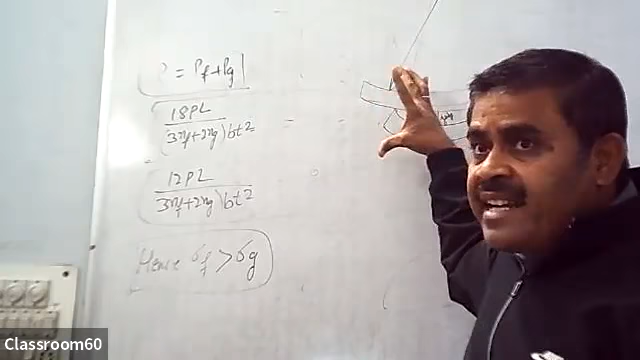 P = Pf + Pg
18PL
(3nf+2ng)bt²
12PL
3nf+2ng)bt²
Hence σf > σg
Classroom60